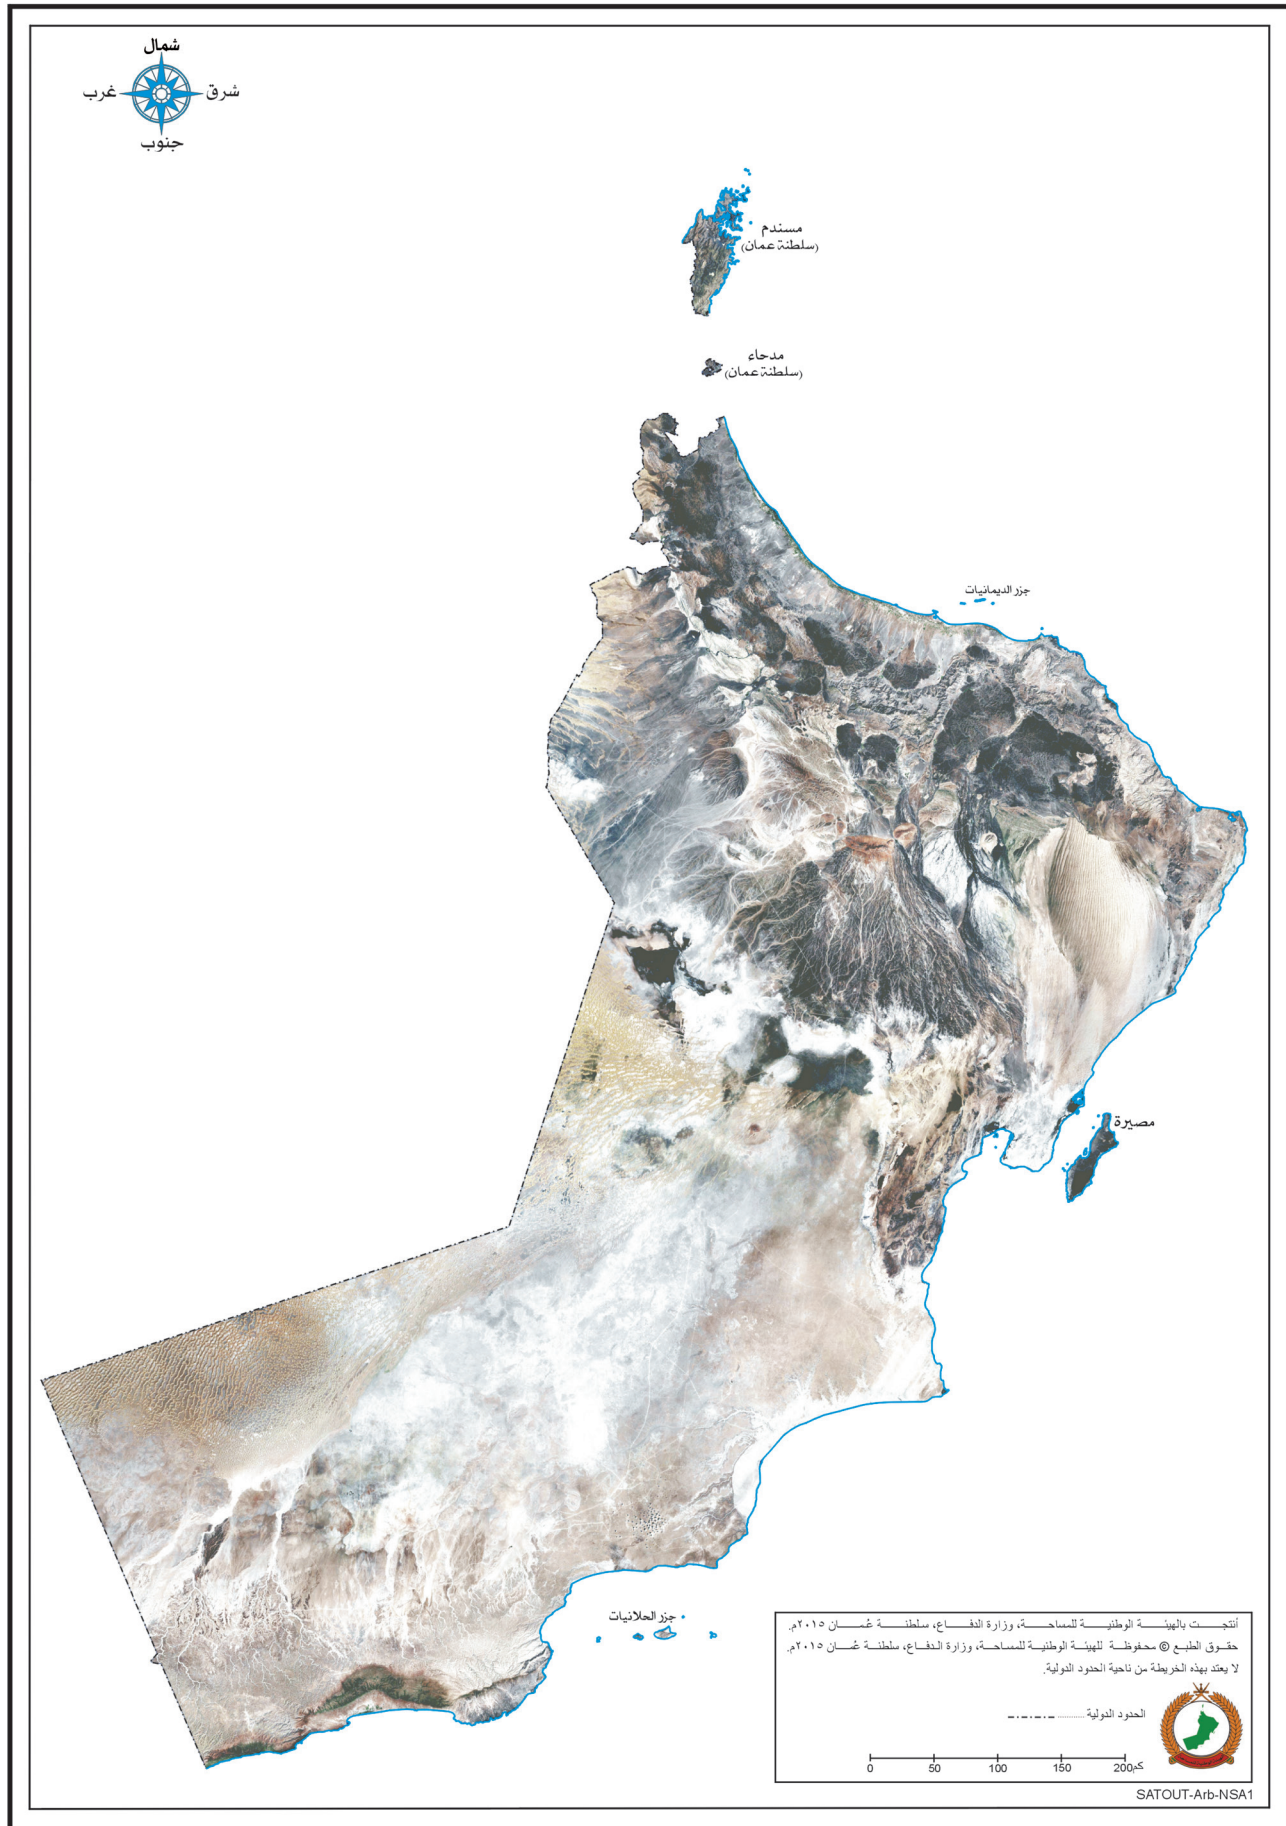 شمال
غرب
شرق
جنوب
مسندم
(سلطنة عمان)
مدحاء
(سلطنة عمان)
جزر الديمانيات
مصيرة
جزر الحلانيات
أنتجت بالهيئة الوطنية للمساحة، وزارة الدفاع، سلطنة عُمان ٢٠١٥م.
حقوق الطبع © محفوظة للهيئة الوطنية للمساحة، وزارة الدفاع، سلطنة عُمان ٢٠١٥م.
لا يعتد بهذه الخريطة من ناحية الحدود الدولية.
الحدود الدولية
0 50 100 150 200 كم
SATOUT-Arb-NSA1